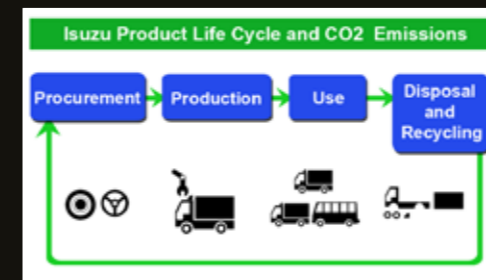 Isuzu Product Life Cycle and CO2 Emissions
Procurement
Production
Use
Disposal
and
Recycling